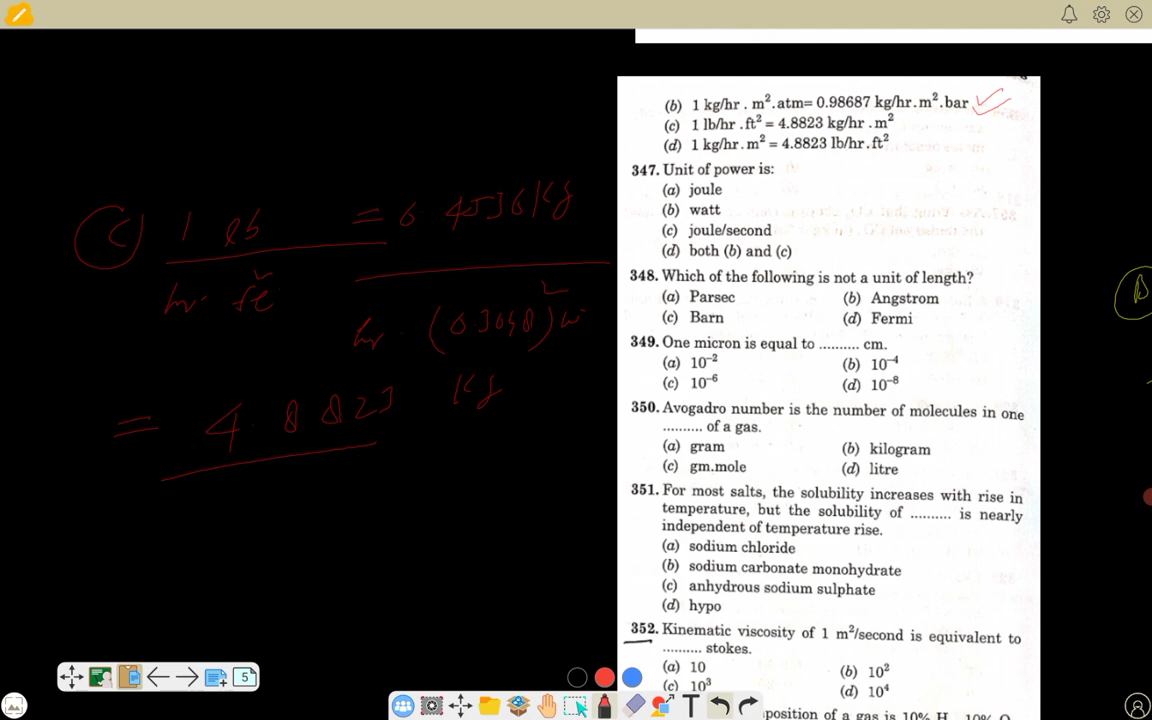 (b) 1 kg/hr . m².atm= 0.98687 kg/hr.m².bar
(c) 1 lb/hr .ft² = 4.8823 kg/hr .m²
(d) 1 kg/hr.m² = 4.8823 lb/hr.ft²
347. Unit of power is:
(a) joule
(b) watt
(c) joule/second
(d) both (b) and (c)
348. Which of the following is not a unit of length?
(a) Parsec (b) Angstrom
(c) Barn (d) Fermi
349. One micron is equal to .......... cm.
(a) 10⁻² (b) 10⁻⁴
(c) 10⁻⁶ (d) 10⁻⁸
350. Avogadro number is the number of molecules in one
.......... of a gas.
(a) gram (b) kilogram
(c) gm.mole (d) litre
351. For most salts, the solubility increases with rise in
temperature, but the solubility of .......... is nearly
independent of temperature rise.
(a) sodium chloride
(b) sodium carbonate monohydrate
(c) anhydrous sodium sulphate
(d) hypo
352. Kinematic viscosity of 1 m²/second is equivalent to
.......... stokes.
(a) 10 (b) 10²
(c) 10³ (d) 10⁴
position of a gas is 10% H
(c) 1 lb = 0.4536 kg
hr. ft² hr. (0.3048)² m²
= 4.8823 kg
B
5
T